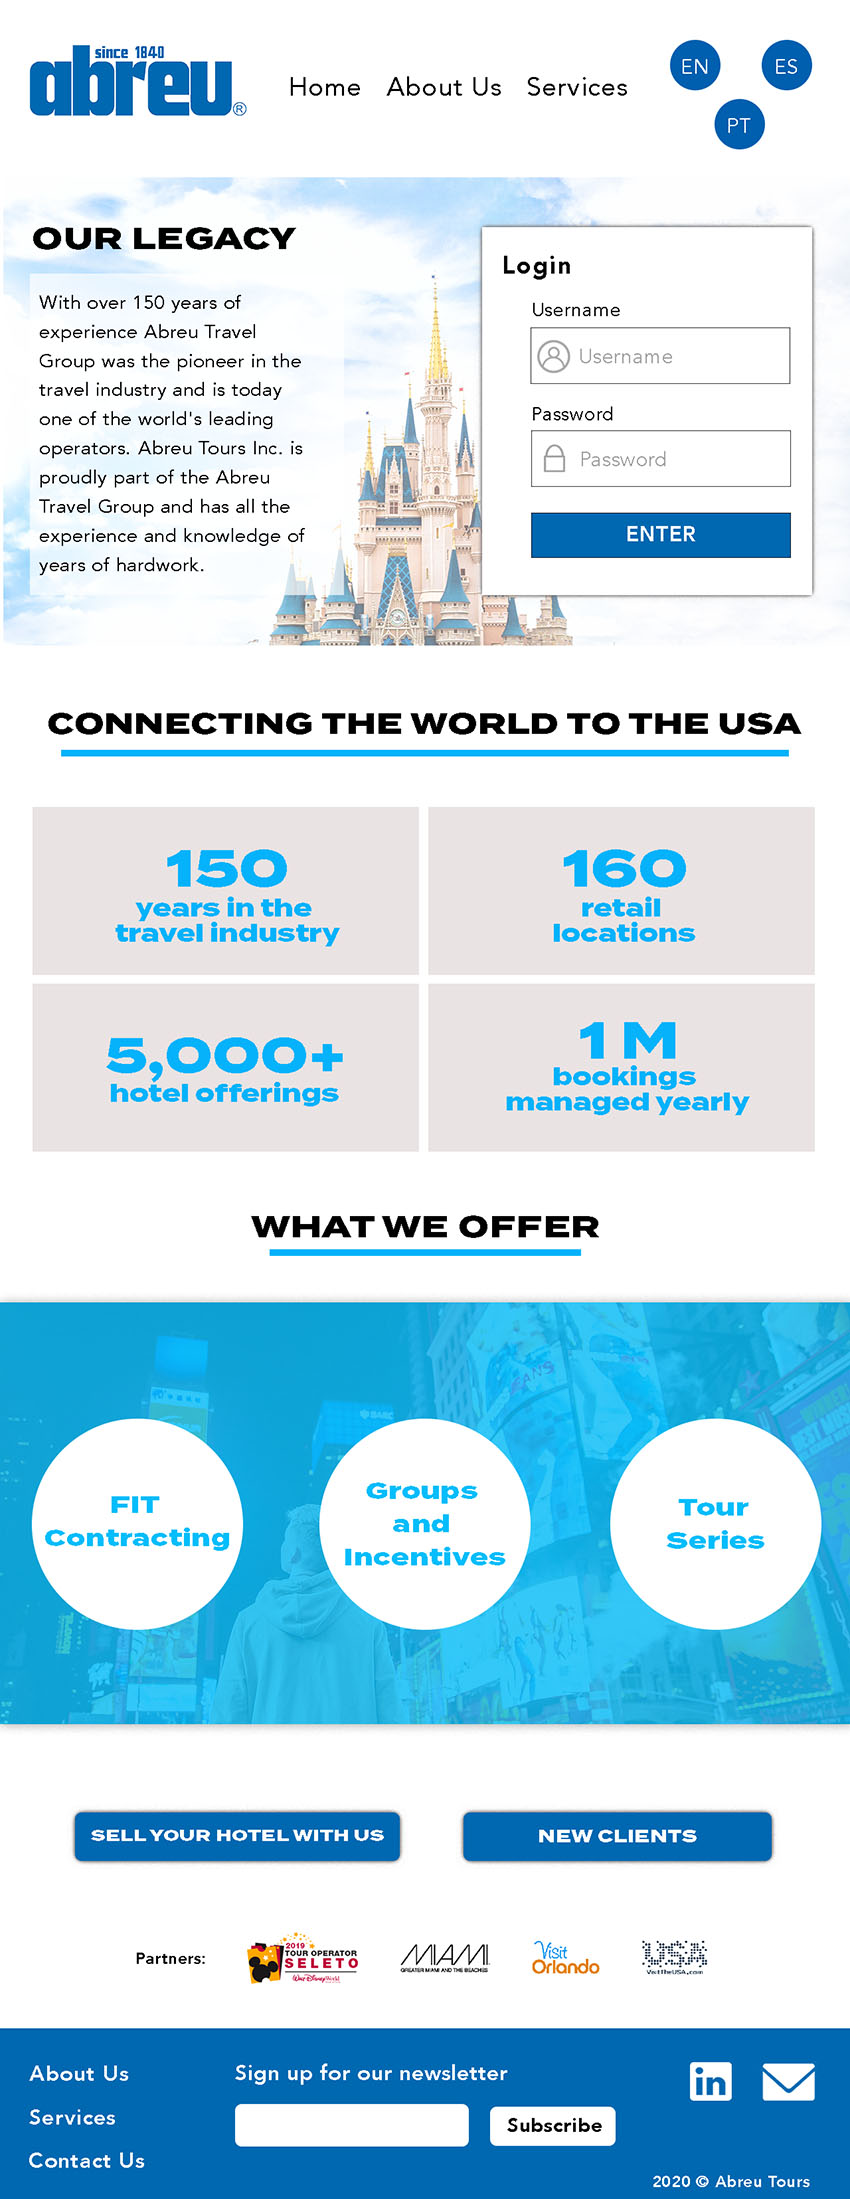 since 1840
abreu®
Home About Us Services
EN ES
PT
OUR LEGACY
With over 150 years of
experience Abreu Travel
Group was the pioneer in the
travel industry and is today
one of the world's leading
operators. Abreu Tours Inc. is
proudly part of the Abreu
Travel Group and has all the
experience and knowledge of
years of hardwork.
Login
Username
Username
Password
Password
ENTER
CONNECTING THE WORLD TO THE USA
150
years in the
travel industry
160
retail
locations
5,000+
hotel offerings
1 M
bookings
managed yearly
WHAT WE OFFER
FIT
Contracting
Groups
and
Incentives
Tour
Series
SELL YOUR HOTEL WITH US
NEW CLIENTS
Partners:
2019
TOUR OPERATOR
SELETO
Walt Disney World
MIAMI
GREATER MIAMI AND THE BEACHES
Visit
Orlando
USA
VisitTheUSA.com
About Us
Services
Contact Us
Sign up for our newsletter
Subscribe
in
2020 © Abreu Tours